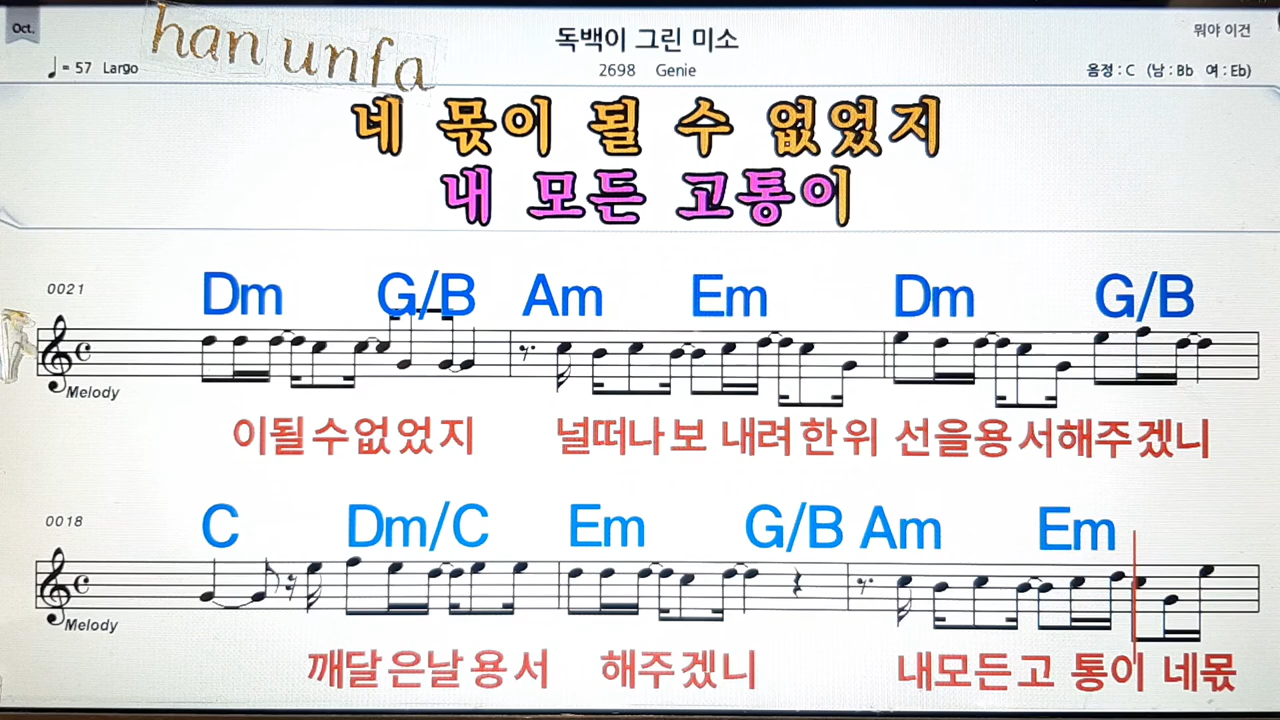 Oct.
han unfa
독백이 그린 미소
뭐야 이건
♩= 57 Largo
2698 Genie
음정 : C (남 : Bb 여 : Eb)
네 몫이 될 수 없었지
내 모든 고통이
0021
Dm G/B Am Em Dm G/B
Melody
이될수없었지 널떠나보 내려한위 선을용서해주겠니
0018
C Dm/C Em G/B Am Em
Melody
깨달은날용서 해주겠니 내모든고 통이 네몫